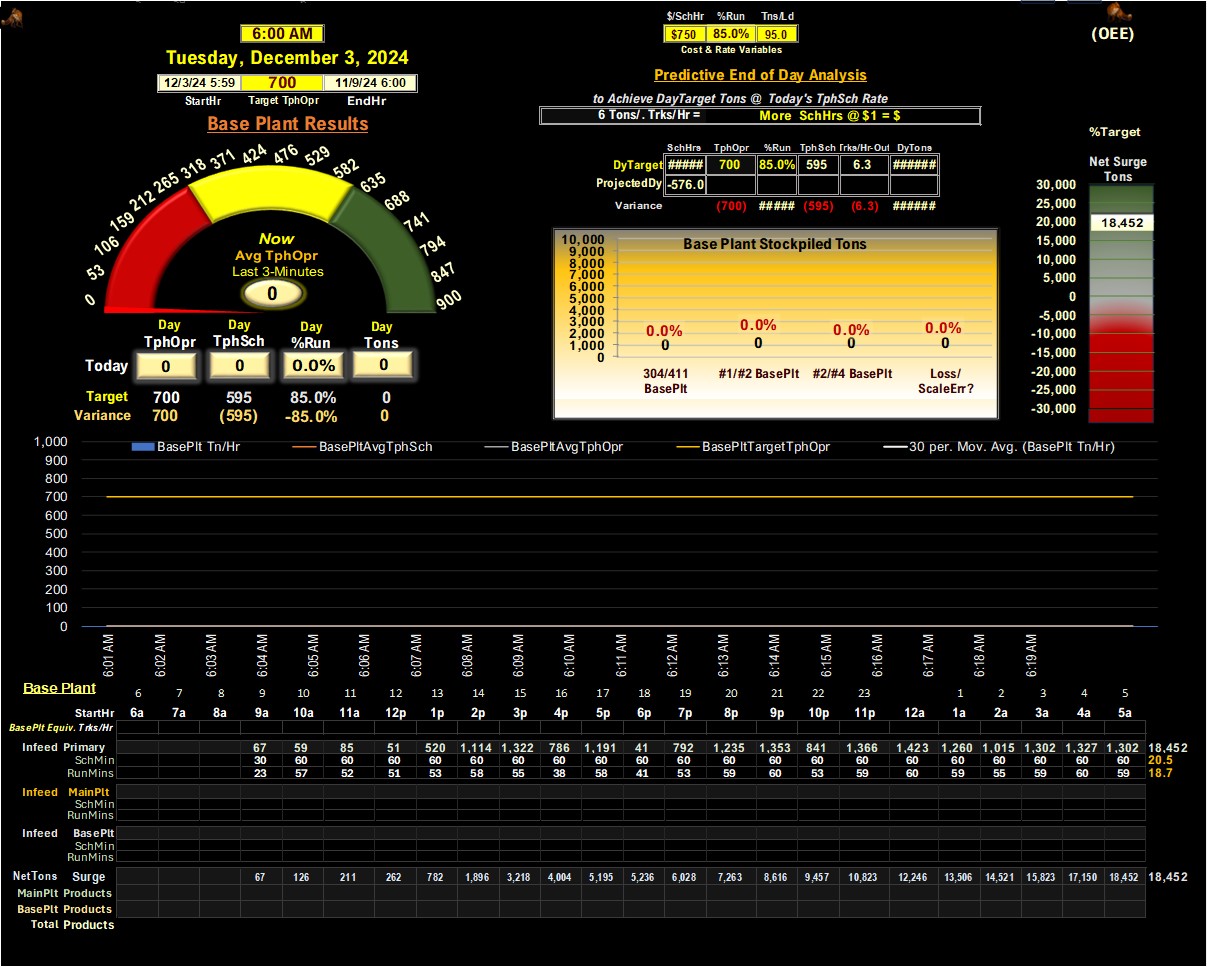 $/SchHr %Run Tns/Ld
6:00 AM
$750 85.0% 95.0
(OEE)
Cost & Rate Variables
Tuesday, December 3, 2024
Predictive End of Day Analysis
12/3/24 5:59 700 11/9/24 6:00
StartHr Target TphOpr EndHr
to Achieve DayTarget Tons @ Today's TphSch Rate
6 Tons/. Trks/Hr = More SchHrs @ $1 = $
Base Plant Results
%Target
0 53 106 159 212 265 318 371 424 476 529 582 635 688 741 794 847 900
SchHrs TphOpr %Run TphSch Trks/Hr-Out DyTons
DyTarget ##### 700 85.0% 595 6.3 ######
ProjectedDy -576.0
Variance (700) ##### (595) (6.3) ######
Net Surge
Tons
30,000
25,000
20,000
18,452
15,000
10,000
5,000
0
-5,000
-10,000
-15,000
-20,000
-25,000
-30,000
Now
Avg TphOpr
Last 3-Minutes
0
Base Plant Stockpiled Tons
10,000
9,000
8,000
7,000
6,000
5,000
4,000
3,000
2,000
1,000
0
0.0% 0.0% 0.0% 0.0%
0 0 0 0
304/411 #1/#2 BasePlt #2/#4 BasePlt Loss/
BasePlt ScaleErr?
Day Day Day Day
TphOpr TphSch %Run Tons
Today 0 0 0.0% 0
Target 700 595 85.0% 0
Variance 700 (595) -85.0% 0
BasePlt Tn/Hr BasePltAvgTphSch BasePltAvgTphOpr BasePltTargetTphOpr 30 per. Mov. Avg. (BasePlt Tn/Hr)
1,000
900
800
700
600
500
400
300
200
100
0
6:01 AM 6:02 AM 6:03 AM 6:04 AM 6:05 AM 6:06 AM 6:07 AM 6:08 AM 6:09 AM 6:10 AM 6:11 AM 6:12 AM 6:13 AM 6:14 AM 6:15 AM 6:16 AM 6:17 AM 6:18 AM 6:19 AM
Base Plant 6 7 8 9 10 11 12 13 14 15 16 17 18 19 20 21 22 23 1 2 3 4 5
StartHr 6a 7a 8a 9a 10a 11a 12p 1p 2p 3p 4p 5p 6p 7p 8p 9p 10p 11p 12a 1a 2a 3a 4a 5a
BasePlt Equiv. Trks/Hr
Infeed Primary 67 59 85 51 520 1,114 1,322 786 1,191 41 792 1,235 1,353 841 1,366 1,423 1,260 1,015 1,302 1,327 1,302 18,452
SchMin 30 60 60 60 60 60 60 60 60 60 60 60 60 60 60 60 60 60 60 60 60 20.5
RunMins 23 57 52 51 53 58 55 38 58 41 53 59 60 53 59 60 59 55 59 60 59 18.7
Infeed MainPlt
SchMin
RunMins
Infeed BasePlt
SchMin
RunMins
NetTons Surge 67 126 211 262 782 1,896 3,218 4,004 5,195 5,236 6,028 7,263 8,616 9,457 10,823 12,246 13,506 14,521 15,823 17,150 18,452 18,452
MainPlt Products
BasePlt Products
Total Products